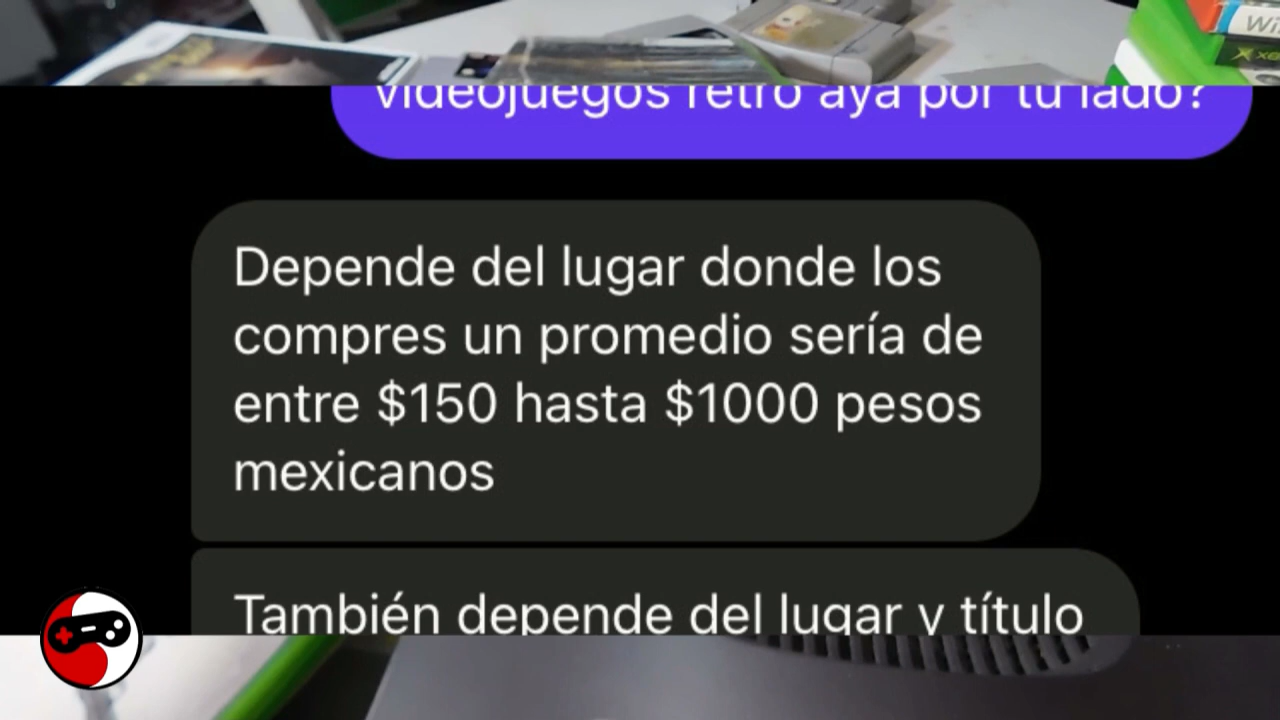 videojuegos retro aya por tu lado?
Depende del lugar donde los
compres un promedio sería de
entre $150 hasta $1000 pesos
mexicanos
También depende del lugar y título